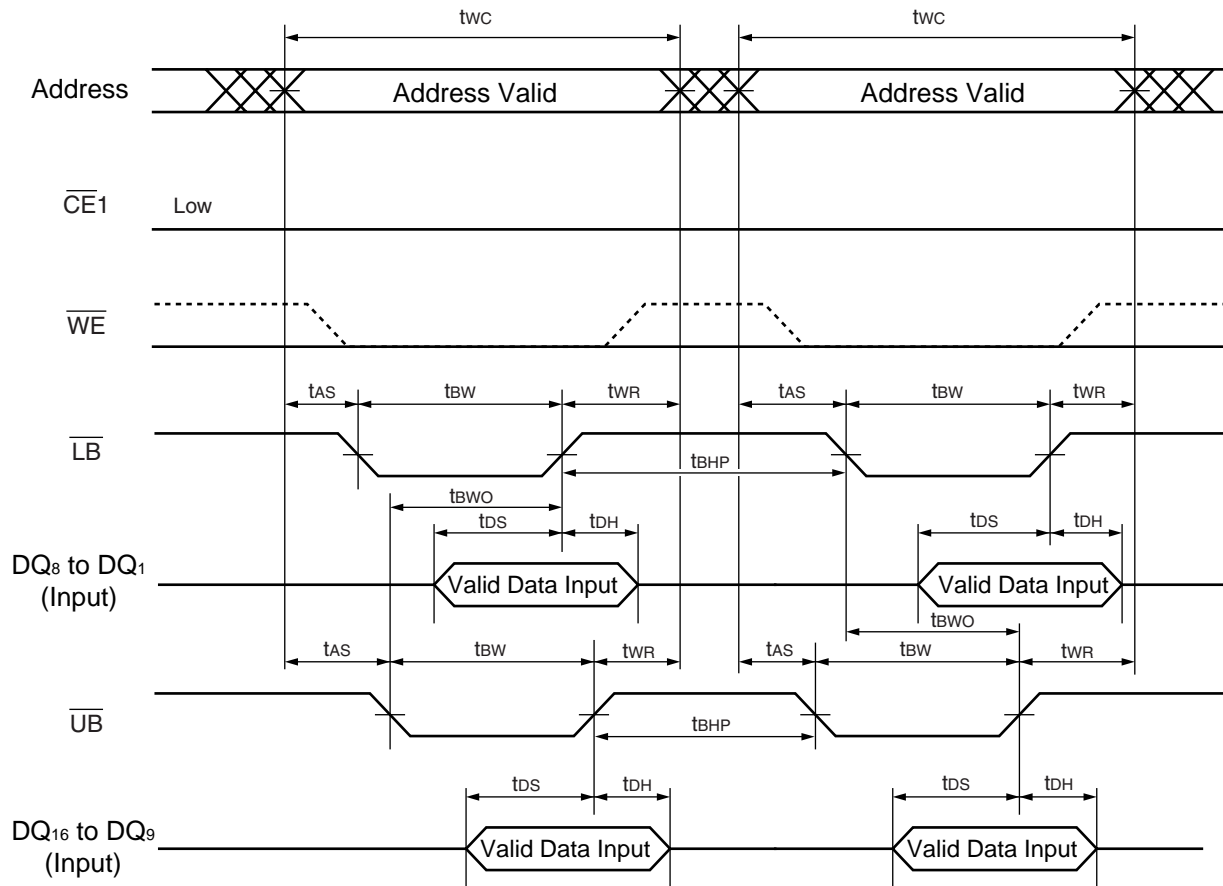 tWC tWC
Address Address Valid Address Valid
CE1 Low
WE
tAS tBW tWR tAS tBW tWR
LB
tBHP
tBWO
tDS tDH tDS tDH
DQ8 to DQ1
(Input)
Valid Data Input Valid Data Input
tBWO
tAS tBW tWR tAS tBW tWR
UB
tBHP
tDS tDH tDS tDH
DQ16 to DQ9
(Input)
Valid Data Input Valid Data Input